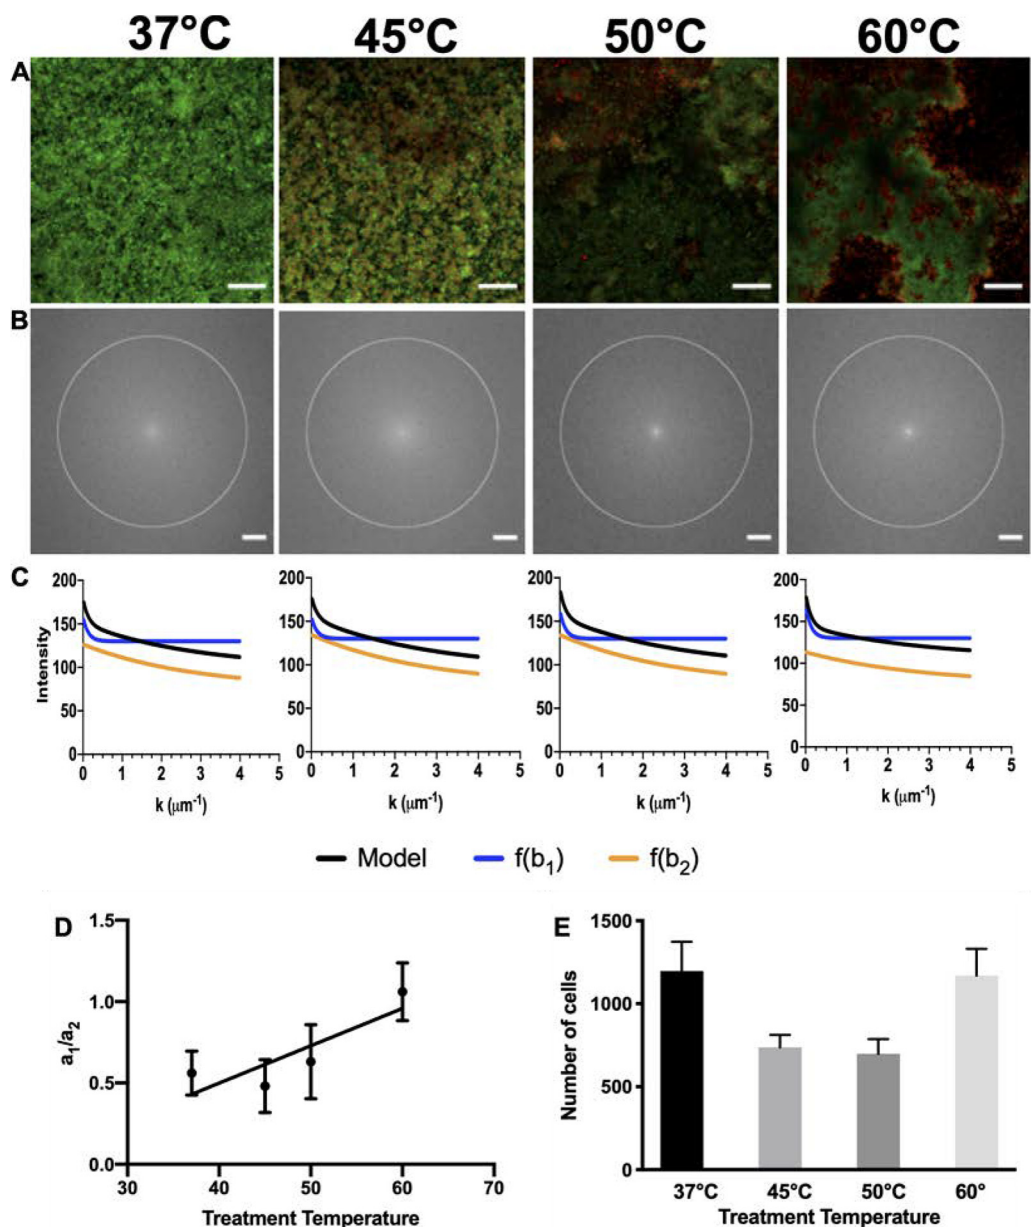 37°C 45°C 50°C 60°C
A
B
C
200 200 200 200
150 150 150 150
100 100 100 100
50 50 50 50
0 0 0 0
Intensity
0 1 2 3 4 5 0 1 2 3 4 5 0 1 2 3 4 5 0 1 2 3 4 5
k (μm⁻¹) k (μm⁻¹) k (μm⁻¹) k (μm⁻¹)
Model f(b₁) f(b₂)
D
1.5
1.0
0.5
0.0
a₁/a₂
30 40 50 60 70
Treatment Temperature
E
1500
1000
500
0
Number of cells
37°C 45°C 50°C 60°
Treatment Temperature